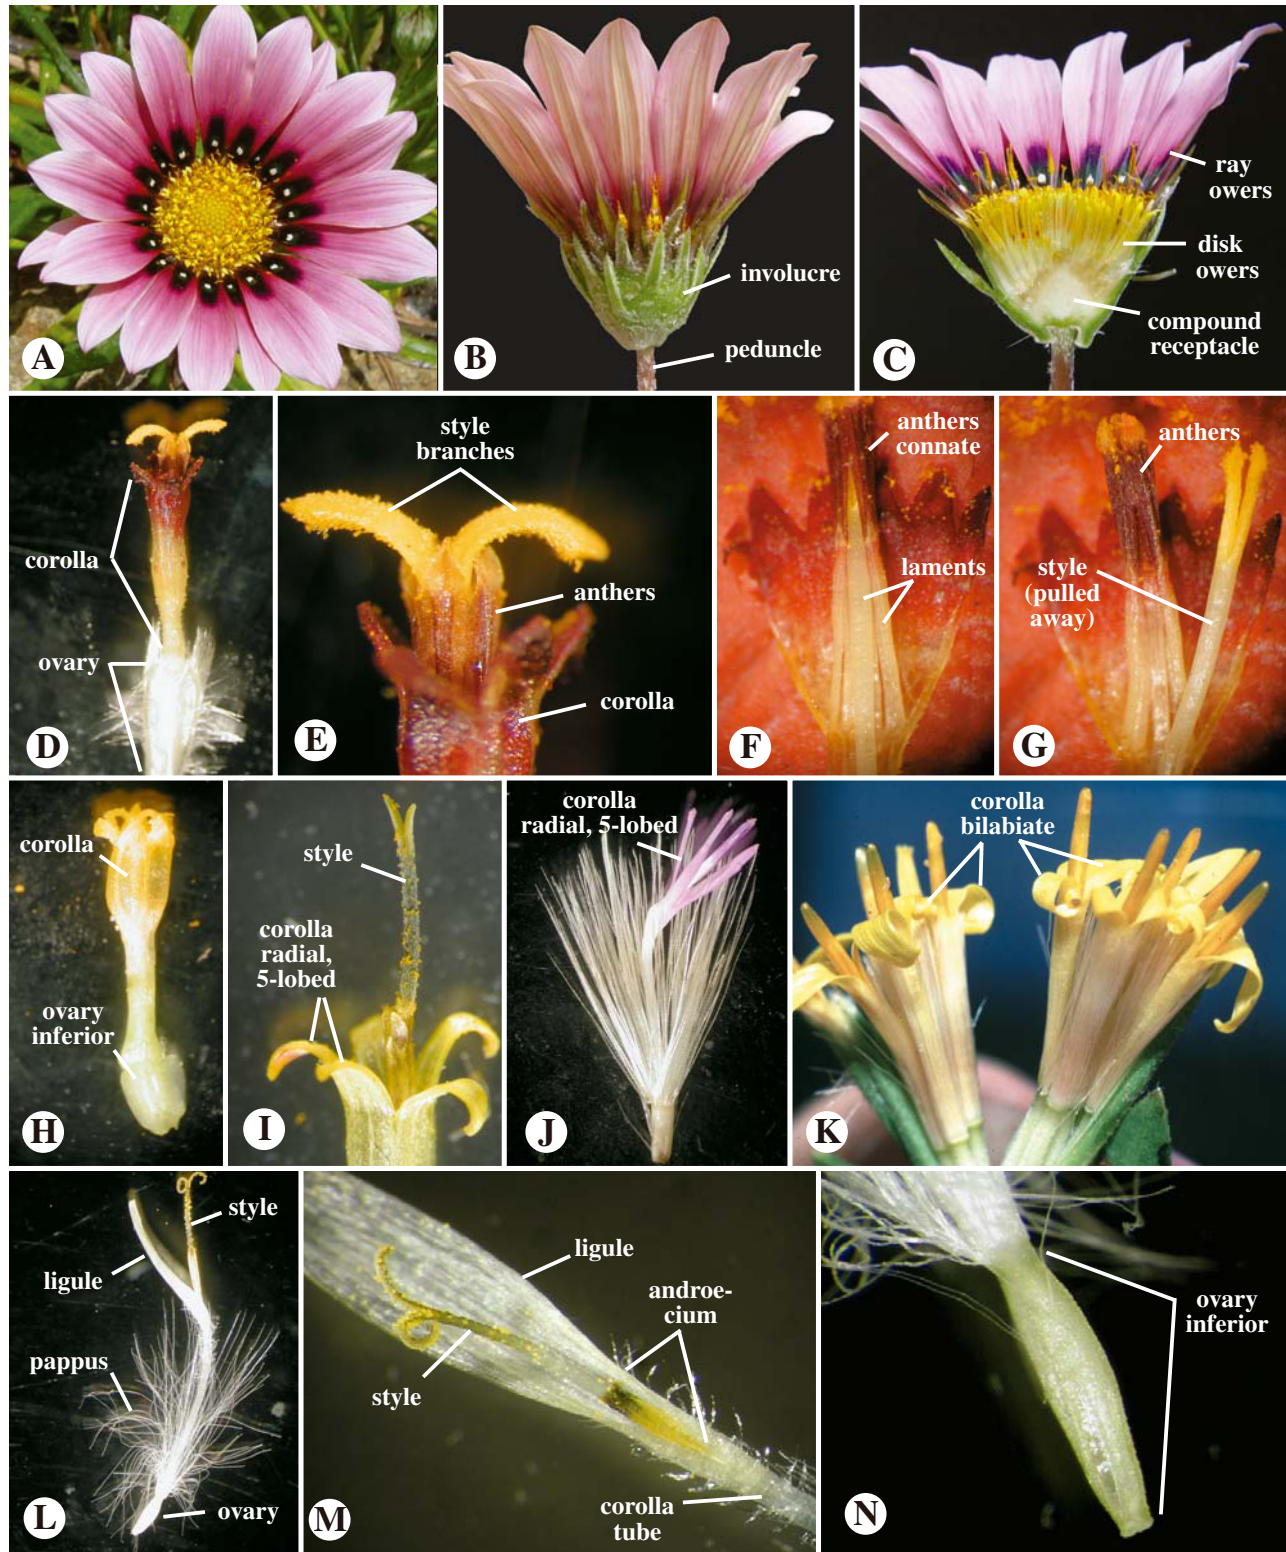 A
B
involucre
peduncle
C
ray
owers
disk
owers
compound
receptacle
D
corolla
ovary
E
style
branches
anthers
corolla
F
anthers
connate
laments
G
anthers
style
(pulled
away)
H
corolla
ovary
inferior
I
style
corolla
radial,
5-lobed
J
corolla
radial, 5-lobed
K
corolla
bilabiate
L
style
ligule
pappus
ovary
M
ligule
androe-
cium
style
corolla
tube
N
ovary
inferior